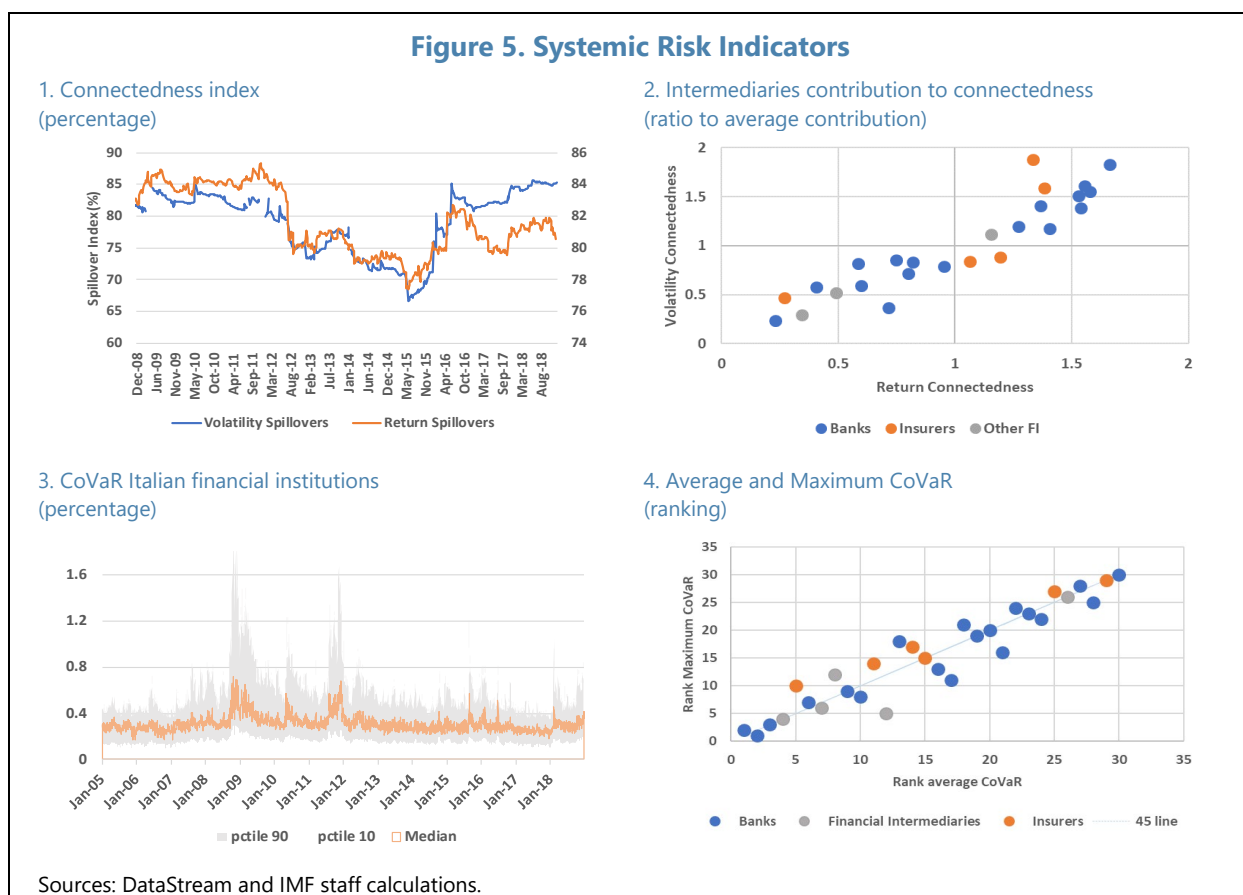 Figure 5. Systemic Risk Indicators
1. Connectedness index
(percentage)
90
85
80
75
70
65
60
Spillover Index(%)
86
84
82
80
78
76
74
Dec-08
Jun-09
Nov-09
May-10
Oct-10
Apr-11
Sep-11
Mar-12
Aug-12
Feb-13
Jul-13
Jan-14
Jun-14
Dec-14
May-15
Nov-15
Apr-16
Oct-16
Mar-17
Sep-17
Mar-18
Aug-18
Volatility Spillovers
Return Spillovers
2. Intermediaries contribution to connectedness
(ratio to average contribution)
2
1.5
1
0.5
0
Volatility Connectedness
0
0.5
1
1.5
2
Return Connectedness
Banks
Insurers
Other FI
3. CoVaR Italian financial institutions
(percentage)
1.6
1.2
0.8
0.4
0
Jan-05
Jan-06
Jan-07
Jan-08
Jan-09
Jan-10
Jan-11
Jan-12
Jan-13
Jan-14
Jan-15
Jan-16
Jan-17
Jan-18
pctile 90
pctile 10
Median
4. Average and Maximum CoVaR
(ranking)
35
30
25
20
15
10
5
0
Rank Maximum CoVaR
0
5
10
15
20
25
30
35
Rank average CoVaR
Banks
Financial Intermediaries
Insurers
45 line
Sources: DataStream and IMF staff calculations.